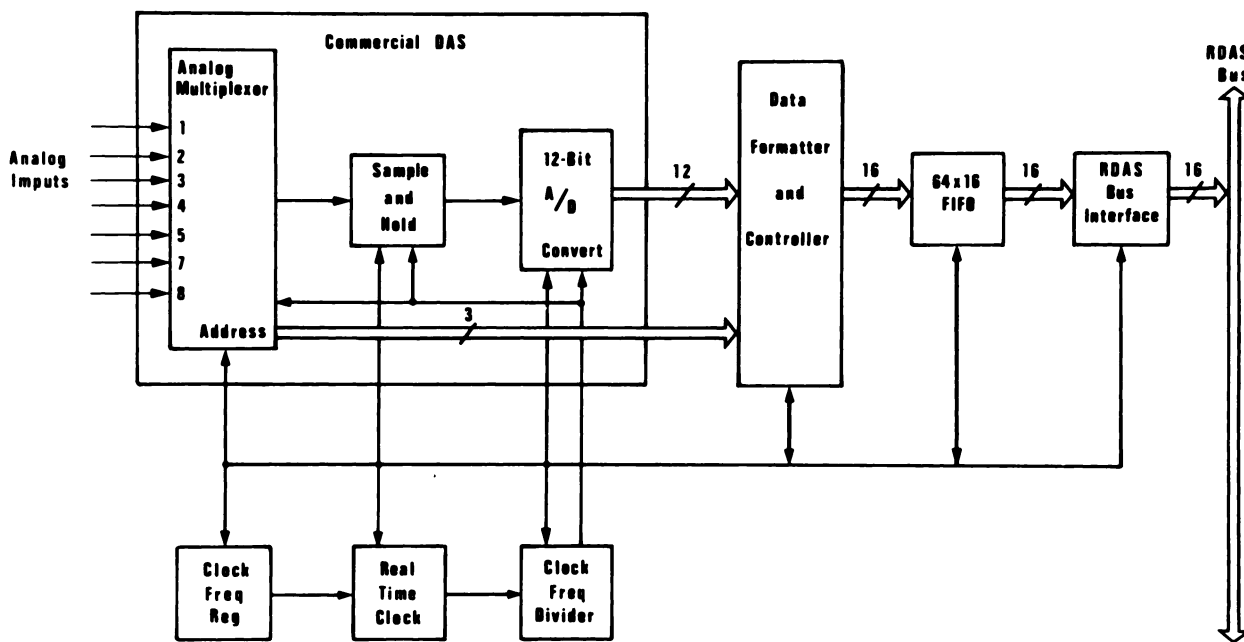 Commercial DAS
RDAS
Bus
Analog
Multiplexor
Analog
Imputs
1
2
3
4
5
7
8
Address
Sample
and
Hold
12-Bit
A/D
Convert
3
12
Data
Formatter
and
Controller
16
64x16
FIFO
16
RDAS
Bus
Interface
16
Clock
Freq
Reg
Real
Time
Clock
Clock
Freq
Divider